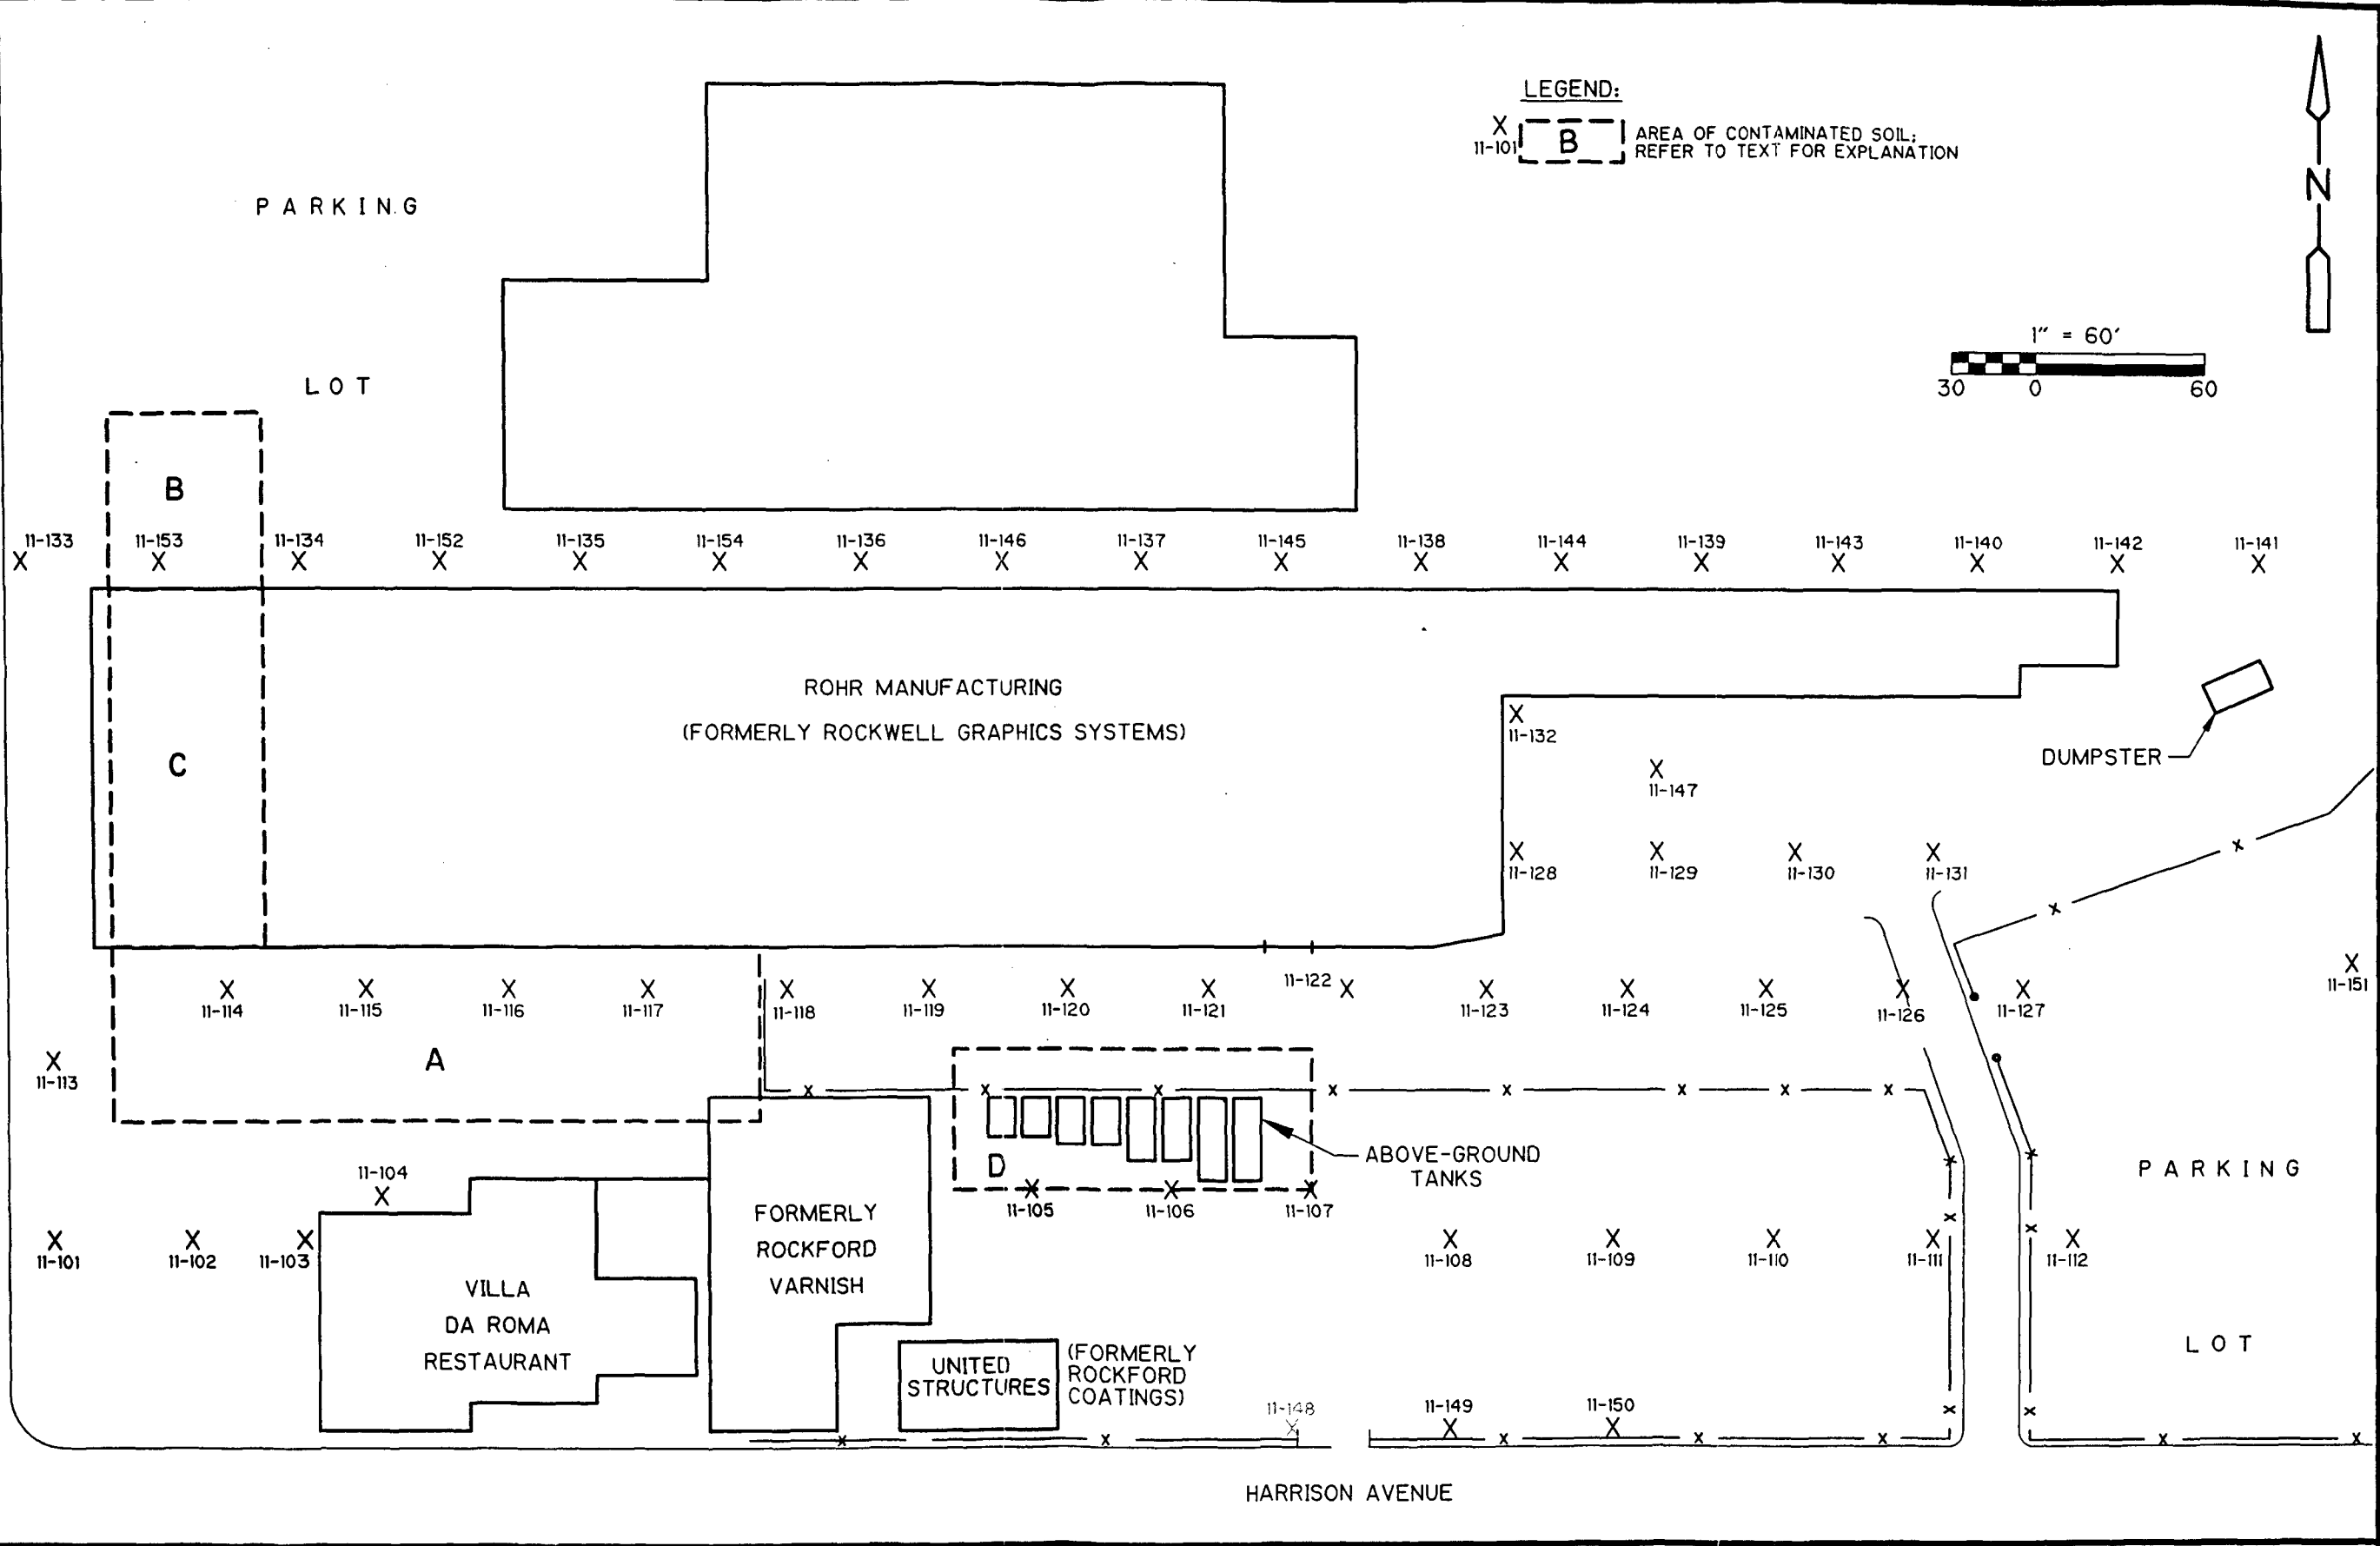 LEGEND:
X
11-101
B
AREA OF CONTAMINATED SOIL;
REFER TO TEXT FOR EXPLANATION
N
1" = 60'
30 0 60
PARKING
LOT
B
11-133 11-153 11-134 11-152 11-135 11-154 11-136 11-146 11-137 11-145 11-138 11-144 11-139 11-143 11-140 11-142 11-141
X X X X X X X X X X X X X X X X X
ROHR MANUFACTURING
(FORMERLY ROCKWELL GRAPHICS SYSTEMS)
C
X
11-132
X
11-147
DUMPSTER
X X X X
11-128 11-129 11-130 11-131
X
11-151
11-122
X X X X X X X X X X X X X X
11-114 11-115 11-116 11-117 11-118 11-119 11-120 11-121 11-123 11-124 11-125 11-126 11-127
X
11-113
A
D
ABOVE-GROUND
TANKS
X X X
11-105 11-106 11-107
11-104
X
X X X
11-101 11-102 11-103
X X X X X
11-108 11-109 11-110 11-111 11-112
PARKING
LOT
FORMERLY
ROCKFORD
VARNISH
VILLA
DA ROMA
RESTAURANT
UNITED
STRUCTURES
(FORMERLY
ROCKFORD
COATINGS)
11-148 11-149 11-150
X X X
HARRISON AVENUE